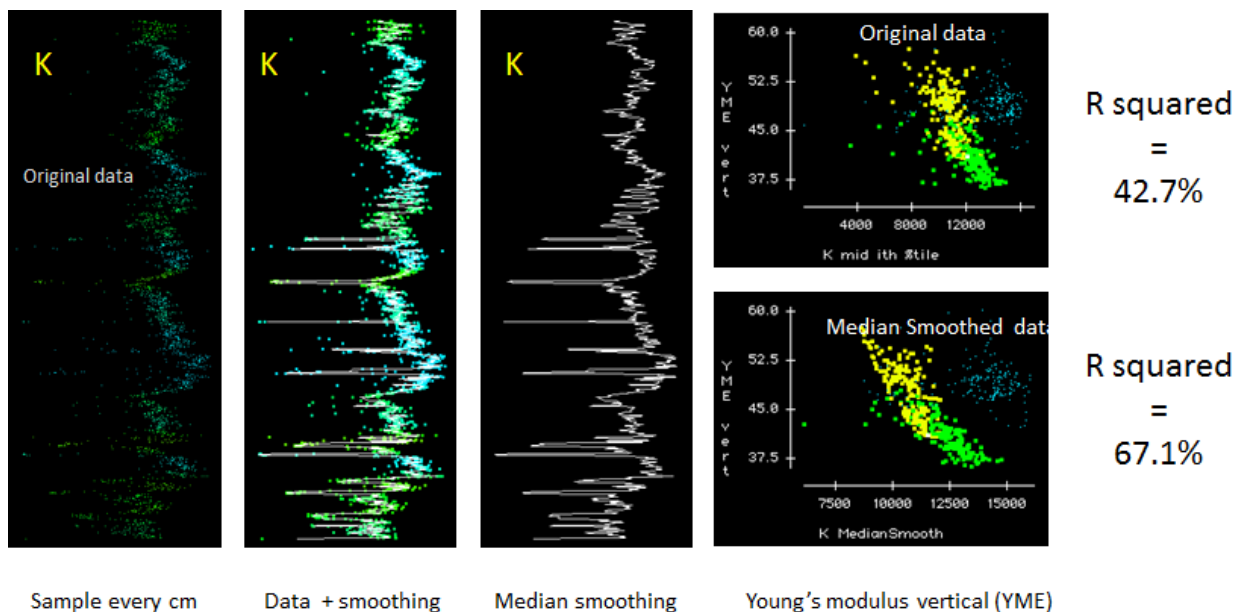 K
Original data
K
K
Original data
60.0
52.5
45.0
37.5
YME vert
4000 8000 12000
K mid ith %tile
R squared
=
42.7%
Median Smoothed data
60.0
52.5
45.0
37.5
YME vert
7500 10000 12500 15000
K MedianSmooth
R squared
=
67.1%
Sample every cm
Data + smoothing
Median smoothing
Young's modulus vertical (YME)